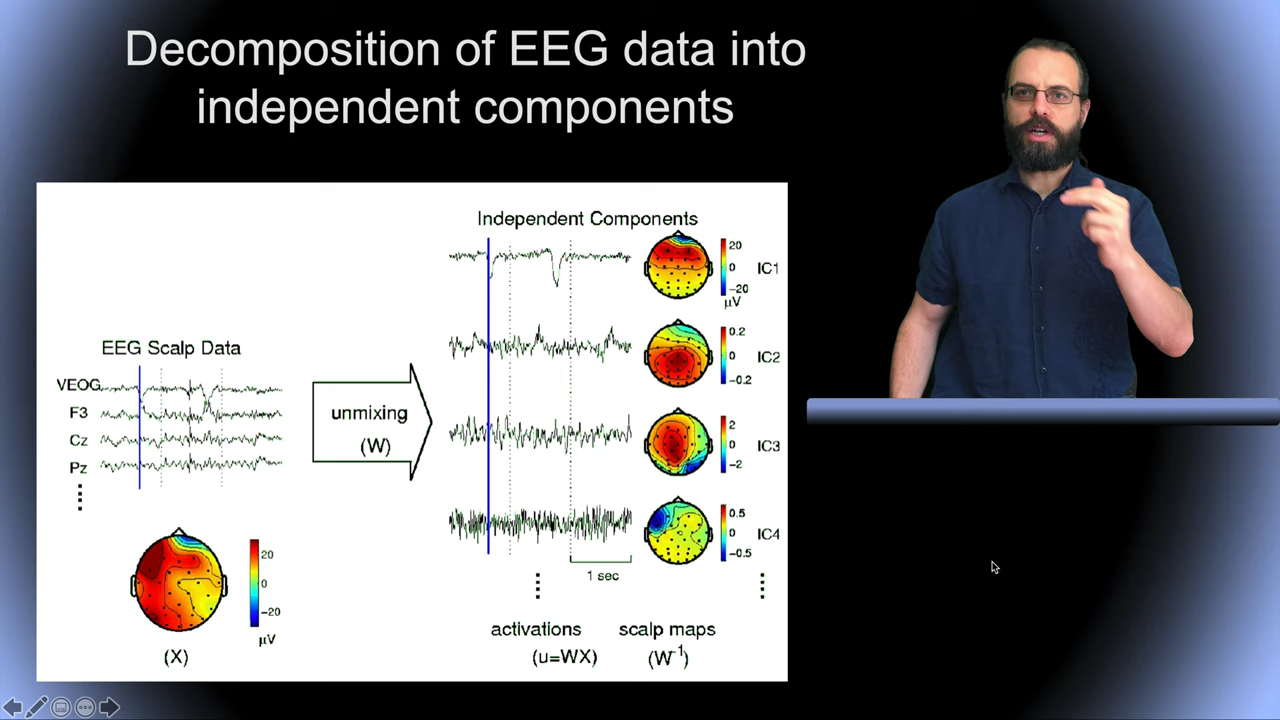 Decomposition of EEG data into
independent components
Independent Components
20
0
−20
µV
IC1
0.2
0
−0.2
IC2
2
0
−2
IC3
0.5
0
−0.5
IC4
1 sec
activations
(u=WX)
scalp maps
(W⁻¹)
EEG Scalp Data
VEOG
F3
Cz
Pz
unmixing
(W)
20
0
−20
µV
(X)